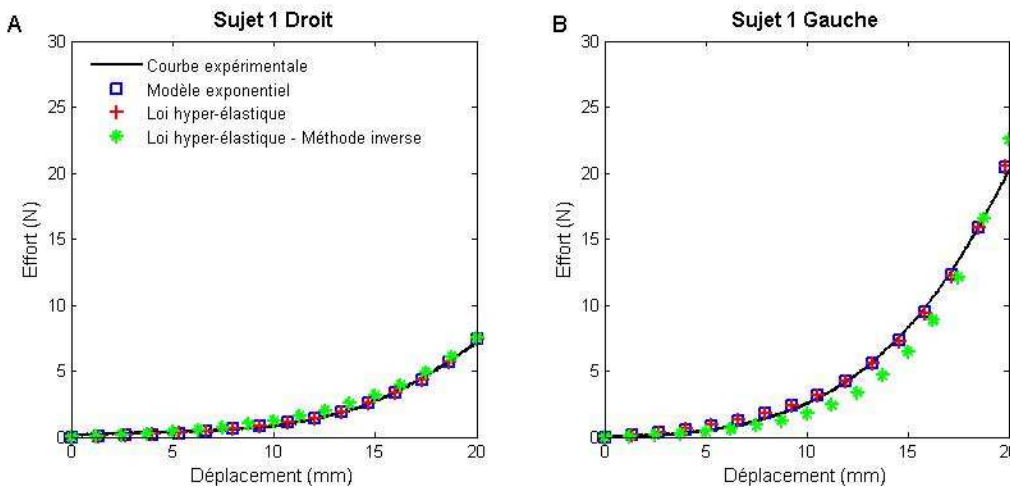 A
Sujet 1 Droit
30
25
20
15
10
5
0
Effort (N)
Courbe expérimentale
Modèle exponentiel
Loi hyper-élastique
Loi hyper-élastique - Méthode inverse
0 5 10 15 20
Déplacement (mm)
B
Sujet 1 Gauche
30
25
20
15
10
5
0
Effort (N)
0 5 10 15 20
Déplacement (mm)